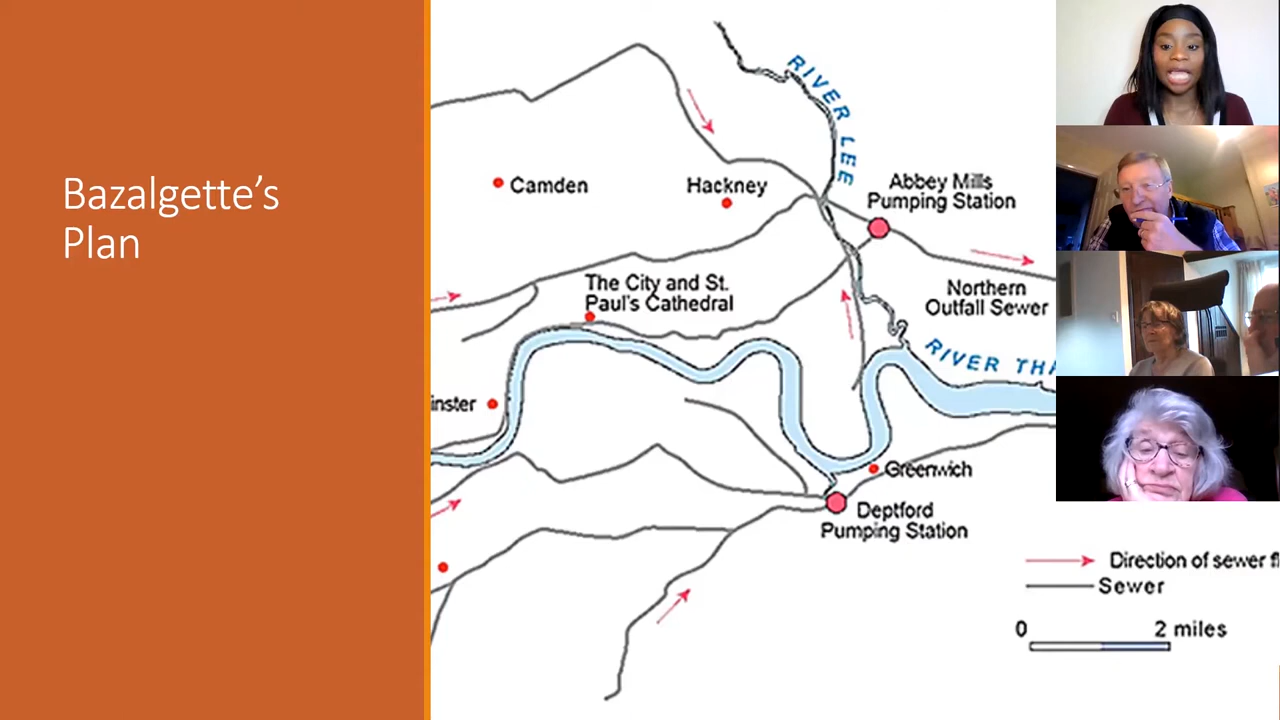 Bazalgette’s
Plan
RIVER LEE
Camden
Hackney
Abbey Mills
Pumping Station
The City and St.
Paul's Cathedral
Northern
Outfall Sewer
RIVER THA
inster
Greenwich
Deptford
Pumping Station
Direction of sewer fl
Sewer
0 2 miles